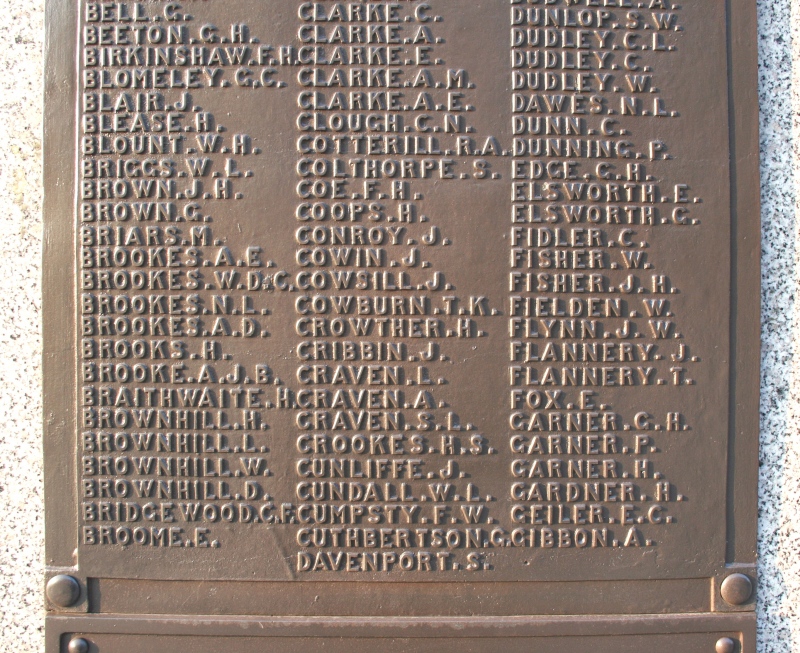 BELL.G.
BEETON.G.H.
BIRKINSHAW.F.H.
BLOMELEY.G.C.
BLAIR.J.
BLEASE.H.
BLOUNT.W.H.
BRIGGS.W.L.
BROWN.J.H.
BROWN.G.
BRIARS.M.
BROOKES.A.E.
BROOKES.W.D.C.
BROOKES.N.L.
BROOKES.A.D.
BROOKS.H.
BROOKE.A.J.B.
BRAITHWAITE.H.
BROWNHILL.H.
BROWNHILL.L.
BROWNHILL.W.
BROWNHILL.D.
BRIDGEWOOD.C.F.
BROOME.E.
CLARKE.C.
CLARKE.A.
CLARKE.E.
CLARKE.A.M.
CLARKE.A.E.
CLOUGH.C.N.
COTTERILL.R.A.
COLTHORPE.S.
COE.F.H.
COOPS.H.
CONROY.J.
COWIN.J.
COWSILL.J.
COWBURN.T.K.
CROWTHER.H.
CRIBBIN.J.
CRAVEN.L.
CRAVEN.A.
CRAVEN.S.L.
CROOKES.H.S.
CUNLIFFE.J.
CUNDALL.W.L.
CUMPSTY.F.W.
CUTHBERTSON.G.
DAVENPORT.S.
DUNLOP.S.W.
DUDLEY.C.L.
DUDLEY.C.
DUDLEY.W.
DAWES.N.L.
DUNN.C.
DUNNING.P.
EDGE.G.H.
ELSWORTH.E.
ELSWORTH.G.
FIDLER.C.
FISHER.W.
FISHER.J.H.
FIELDEN.W.
FLYNN.J.W.
FLANNERY.J.
FLANNERY.T.
FOX.E.
GARNER.G.H.
GARNER.P.
GARNER.H.
GARDNER.H.
GEILER.E.C.
GIBBON.A.